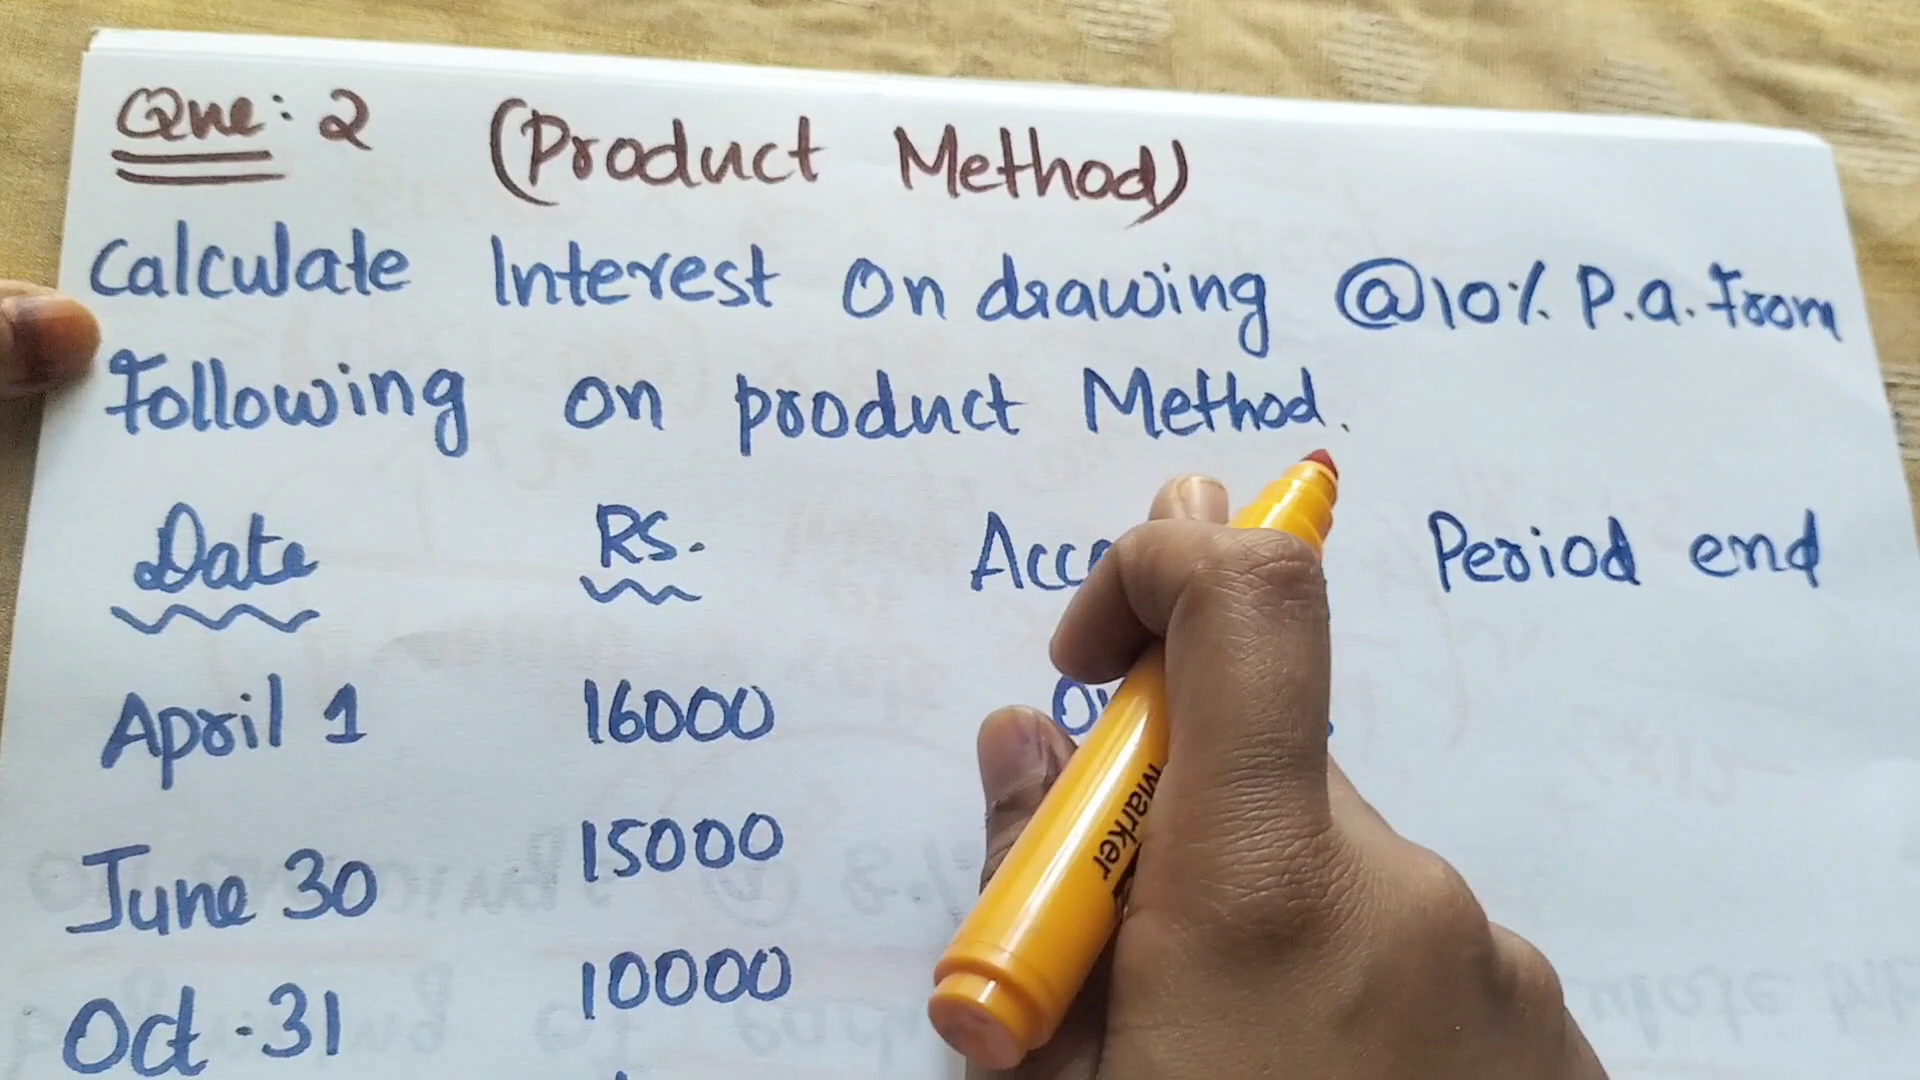 Que: 2 (Product Method)
Calculate Interest On drawing @10% P.a. From
Following on product Method.
Date RS. Period end
April 1 16000
June 30 15000
Oct - 31 10000
Marker